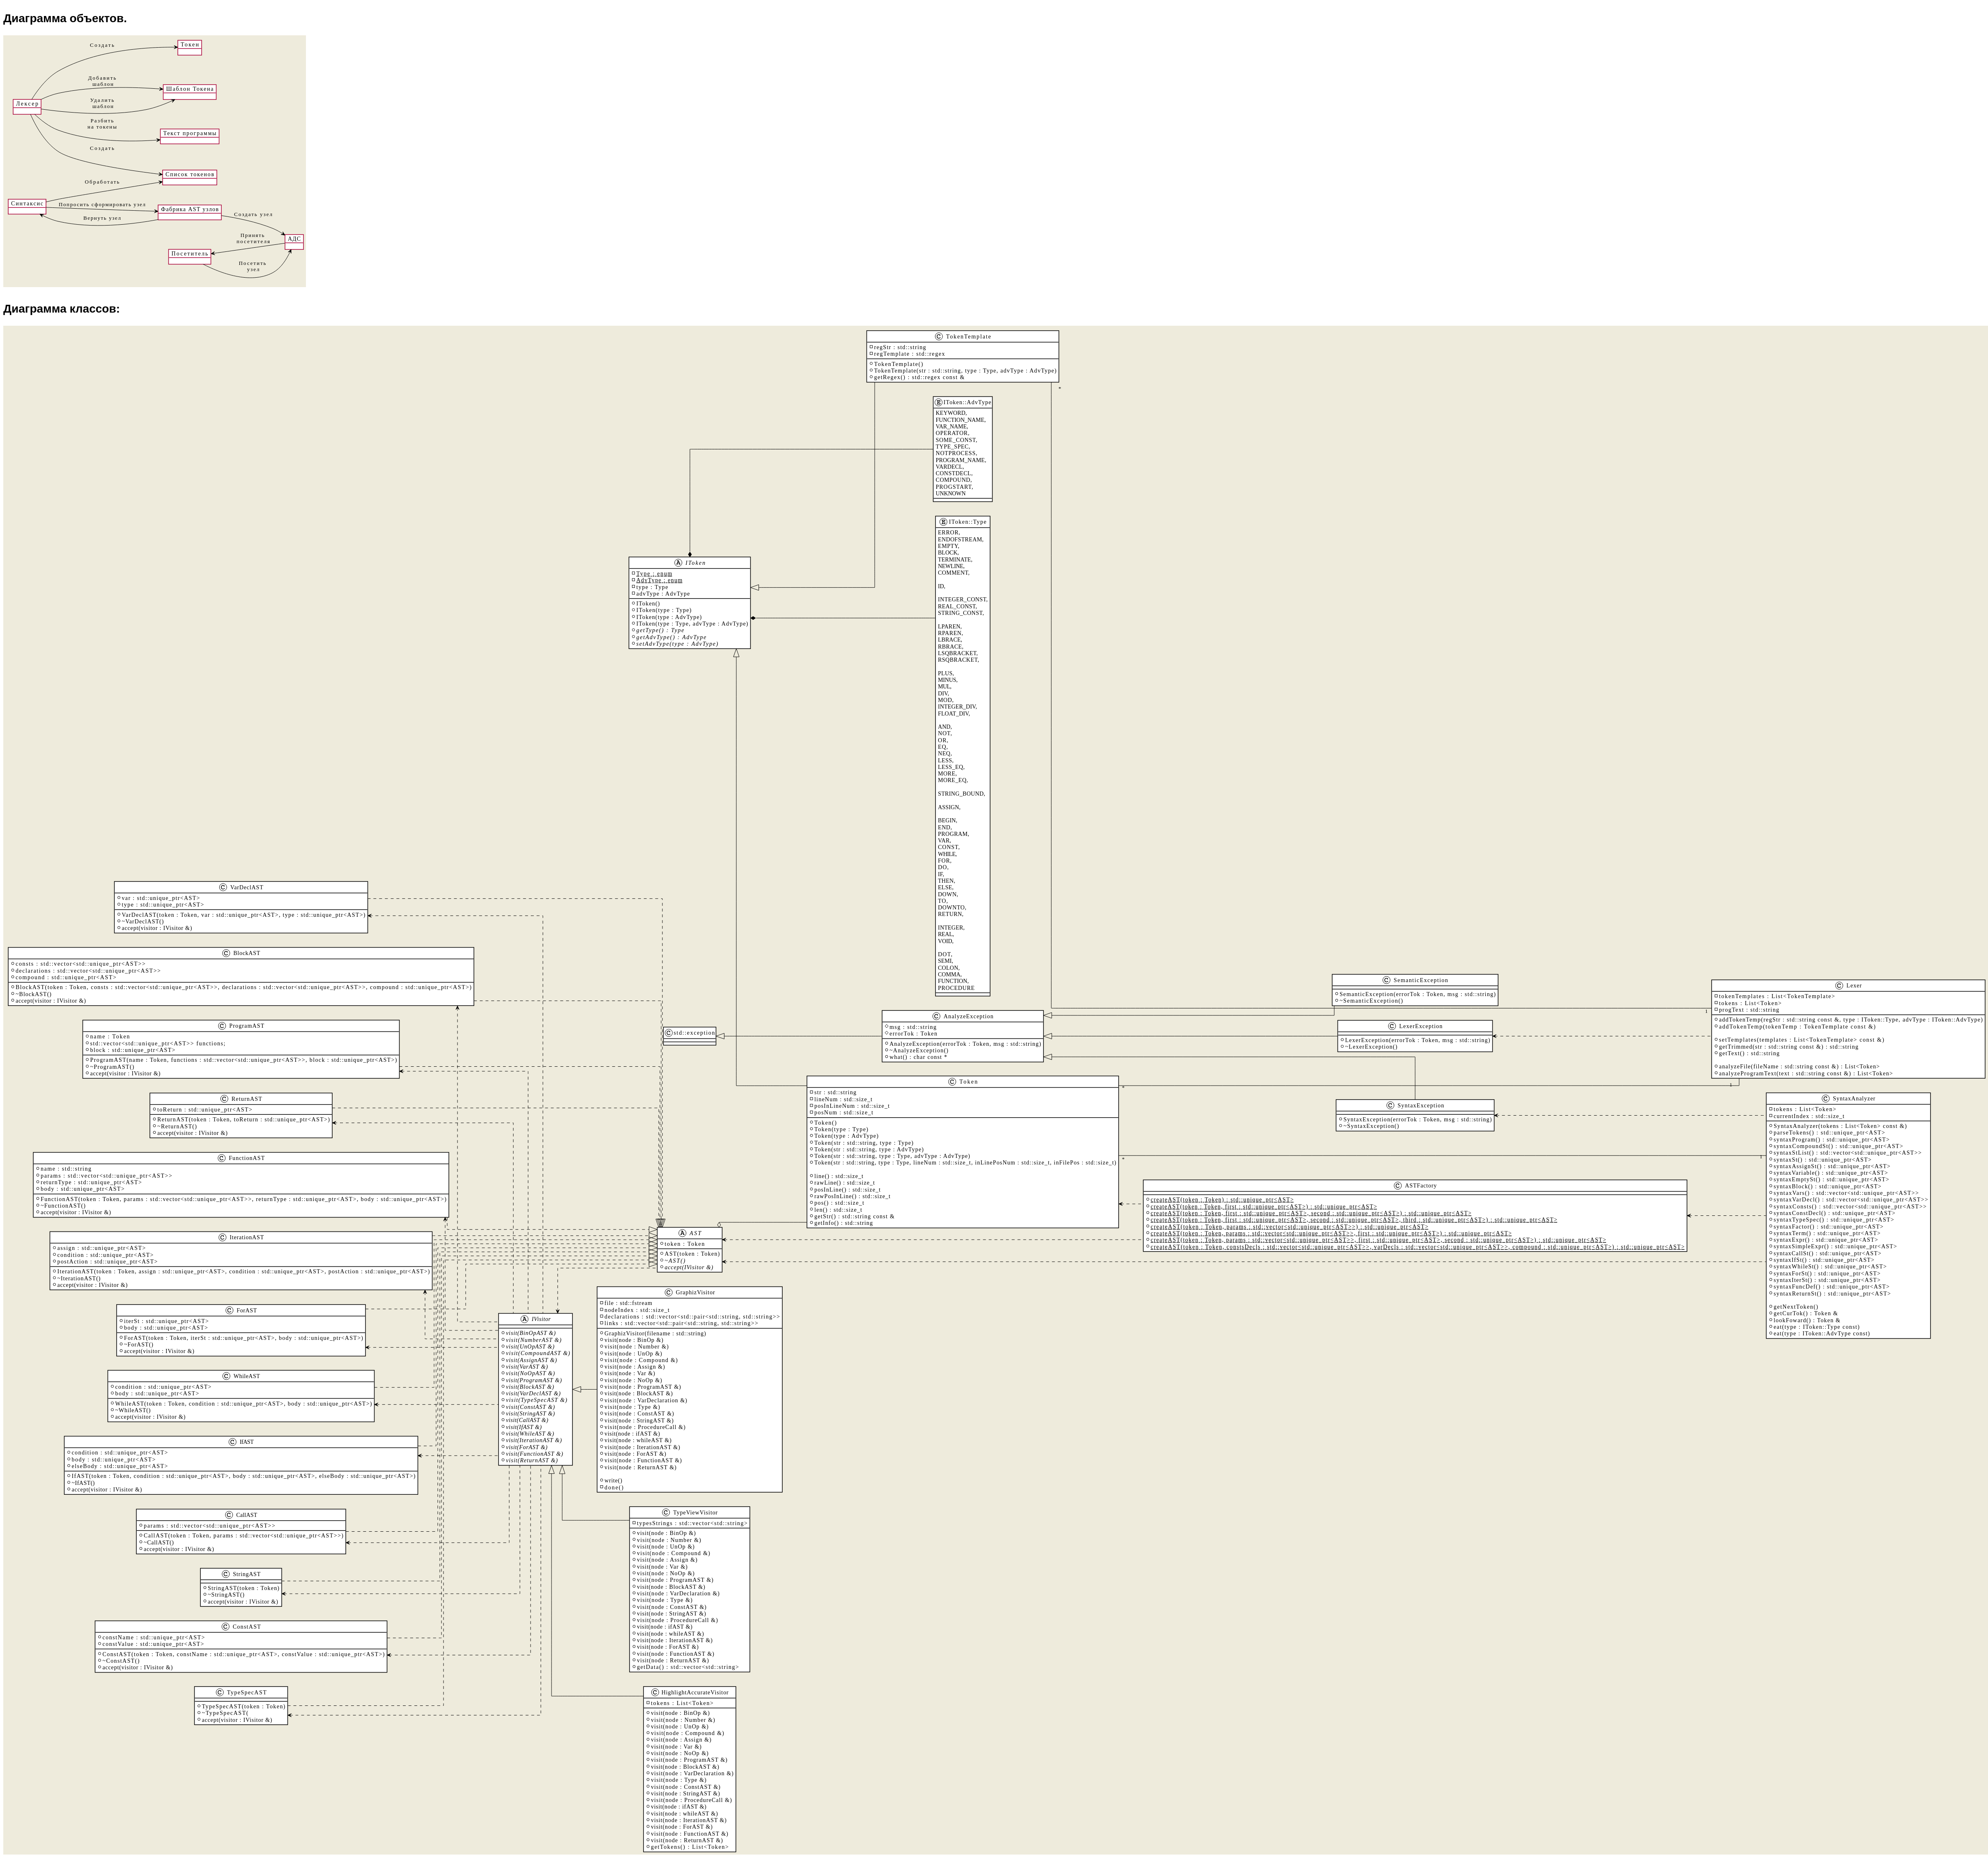 Диаграмма объектов.
Создать
Токен
Добавить
шаблон
Шаблон Токена
Лексер
Удалить
шаблон
Разбить
на токены
Текст программы
Создать
Список токенов
Обработать
Синтаксис
Попросить сформировать узел
Фабрика AST узлов
Вернуть узел
Создать узел
Принять
посетителя
АДС
Посетитель
Посетить
узел
Диаграмма классов:
TokenTemplate
regStr : std::string
regTemplate : std::regex
TokenTemplate()
TokenTemplate(str : std::string, type : Type, advType : AdvType)
getRegex() : std::regex const &
*
IToken::AdvType
KEYWORD,
FUNCTION_NAME,
VAR_NAME,
OPERATOR,
SOME_CONST,
TYPE_SPEC,
NOTPROCESS,
PROGRAM_NAME,
VARDECL,
CONSTDECL,
COMPOUND,
PROGSTART,
UNKNOWN
IToken::Type
ERROR,
ENDOFSTREAM,
EMPTY,
BLOCK,
TERMINATE,
NEWLINE,
COMMENT,
ID,
INTEGER_CONST,
REAL_CONST,
STRING_CONST,
LPAREN,
RPAREN,
LBRACE,
RBRACE,
LSQBRACKET,
RSQBRACKET,
PLUS,
MINUS,
MUL,
DIV,
MOD,
INTEGER_DIV,
FLOAT_DIV,
AND,
NOT,
OR,
EQ,
NEQ,
LESS,
LESS_EQ,
MORE,
MORE_EQ,
STRING_BOUND,
ASSIGN,
BEGIN,
END,
PROGRAM,
VAR,
CONST,
WHILE,
FOR,
DO,
IF,
THEN,
ELSE,
DOWN,
TO,
DOWNTO,
RETURN,
INTEGER,
REAL,
VOID,
DOT,
SEMI,
COLON,
COMMA,
FUNCTION,
PROCEDURE
IToken
Type : enum
AdvType : enum
type : Type
advType : AdvType
IToken()
IToken(type : Type)
IToken(type : AdvType)
IToken(type : Type, advType : AdvType)
getType() : Type
getAdvType() : AdvType
setAdvType(type : AdvType)
VarDeclAST
var : std::unique_ptr<AST>
type : std::unique_ptr<AST>
VarDeclAST(token : Token, var : std::unique_ptr<AST>, type : std::unique_ptr<AST>)
~VarDeclAST()
accept(visitor : IVisitor &)
BlockAST
consts : std::vector<std::unique_ptr<AST>>
declarations : std::vector<std::unique_ptr<AST>>
compound : std::unique_ptr<AST>
BlockAST(token : Token, consts : std::vector<std::unique_ptr<AST>>, declarations : std::vector<std::unique_ptr<AST>>, compound : std::unique_ptr<AST>)
~BlockAST()
accept(visitor : IVisitor &)
ProgramAST
name : Token
std::vector<std::unique_ptr<AST>> functions;
block : std::unique_ptr<AST>
ProgramAST(name : Token, functions : std::vector<std::unique_ptr<AST>>, block : std::unique_ptr<AST>)
~ProgramAST()
accept(visitor : IVisitor &)
ReturnAST
toReturn : std::unique_ptr<AST>
ReturnAST(token : Token, toReturn : std::unique_ptr<AST>)
~ReturnAST()
accept(visitor : IVisitor &)
FunctionAST
name : std::string
params : std::vector<std::unique_ptr<AST>>
returnType : std::unique_ptr<AST>
body : std::unique_ptr<AST>
FunctionAST(token : Token, params : std::vector<std::unique_ptr<AST>>, returnType : std::unique_ptr<AST>, body : std::unique_ptr<AST>)
~FunctionAST()
accept(visitor : IVisitor &)
IterationAST
assign : std::unique_ptr<AST>
condition : std::unique_ptr<AST>
postAction : std::unique_ptr<AST>
IterationAST(token : Token, assign : std::unique_ptr<AST>, condition : std::unique_ptr<AST>, postAction : std::unique_ptr<AST>)
~IterationAST()
accept(visitor : IVisitor &)
ForAST
iterSt : std::unique_ptr<AST>
body : std::unique_ptr<AST>
ForAST(token : Token, iterSt : std::unique_ptr<AST>, body : std::unique_ptr<AST>)
~ForAST()
accept(visitor : IVisitor &)
WhileAST
condition : std::unique_ptr<AST>
body : std::unique_ptr<AST>
WhileAST(token : Token, condition : std::unique_ptr<AST>, body : std::unique_ptr<AST>)
~WhileAST()
accept(visitor : IVisitor &)
IfAST
condition : std::unique_ptr<AST>
body : std::unique_ptr<AST>
elseBody : std::unique_ptr<AST>
IfAST(token : Token, condition : std::unique_ptr<AST>, body : std::unique_ptr<AST>, elseBody : std::unique_ptr<AST>)
~IfAST()
accept(visitor : IVisitor &)
CallAST
params : std::vector<std::unique_ptr<AST>>
CallAST(token : Token, params : std::vector<std::unique_ptr<AST>>)
~CallAST()
accept(visitor : IVisitor &)
StringAST
StringAST(token : Token)
~StringAST()
accept(visitor : IVisitor &)
ConstAST
constName : std::unique_ptr<AST>
constValue : std::unique_ptr<AST>
ConstAST(token : Token, constName : std::unique_ptr<AST>, constValue : std::unique_ptr<AST>)
~ConstAST()
accept(visitor : IVisitor &)
TypeSpecAST
TypeSpecAST(token : Token)
~TypeSpecAST(
accept(visitor : IVisitor &)
std::exception
AnalyzeException
msg : std::string
errorTok : Token
AnalyzeException(errorTok : Token, msg : std::string)
~AnalyzeException()
what() : char const *
Token
str : std::string
lineNum : std::size_t
posInLineNum : std::size_t
posNum : std::size_t
Token()
Token(type : Type)
Token(type : AdvType)
Token(str : std::string, type : Type)
Token(str : std::string, type : AdvType)
Token(str : std::string, type : Type, advType : AdvType)
Token(str : std::string, type : Type, lineNum : std::size_t, inLinePosNum : std::size_t, inFilePos : std::size_t)
line() : std::size_t
rawLine() : std::size_t
posInLine() : std::size_t
rawPosInLine() : std::size_t
pos() : std::size_t
len() : std::size_t
getStr() : std::string const &
getInfo() : std::string
*
*
AST
token : Token
AST(token : Token)
~AST()
accept(IVisitor &)
IVisitor
visit(BinOpAST &)
visit(NumberAST &)
visit(UnOpAST &)
visit(CompoundAST &)
visit(AssignAST &)
visit(VarAST &)
visit(NoOpAST &)
visit(ProgramAST &)
visit(BlockAST &)
visit(VarDeclAST &)
visit(TypeSpecAST &)
visit(ConstAST &)
visit(StringAST &)
visit(CallAST &)
visit(IfAST &)
visit(WhileAST &)
visit(IterationAST &)
visit(ForAST &)
visit(FunctionAST &)
visit(ReturnAST &)
GraphizVisitor
file : std::fstream
nodeIndex : std::size_t
declarations : std::vector<std::pair<std::string, std::string>>
links : std::vector<std::pair<std::string, std::string>>
GraphizVisitor(filename : std::string)
visit(node : BinOp &)
visit(node : Number &)
visit(node : UnOp &)
visit(node : Compound &)
visit(node : Assign &)
visit(node : Var &)
visit(node : NoOp &)
visit(node : ProgramAST &)
visit(node : BlockAST &)
visit(node : VarDeclaration &)
visit(node : Type &)
visit(node : ConstAST &)
visit(node : StringAST &)
visit(node : ProcedureCall &)
visit(node : ifAST &)
visit(node : whileAST &)
visit(node : IterationAST &)
visit(node : ForAST &)
visit(node : FunctionAST &)
visit(node : ReturnAST &)
write()
done()
TypeViewVisitor
typesStrings : std::vector<std::string>
visit(node : BinOp &)
visit(node : Number &)
visit(node : UnOp &)
visit(node : Compound &)
visit(node : Assign &)
visit(node : Var &)
visit(node : NoOp &)
visit(node : ProgramAST &)
visit(node : BlockAST &)
visit(node : VarDeclaration &)
visit(node : Type &)
visit(node : ConstAST &)
visit(node : StringAST &)
visit(node : ProcedureCall &)
visit(node : ifAST &)
visit(node : whileAST &)
visit(node : IterationAST &)
visit(node : ForAST &)
visit(node : FunctionAST &)
visit(node : ReturnAST &)
getData() : std::vector<std::string>
HighlightAccurateVisitor
tokens : List<Token>
visit(node : BinOp &)
visit(node : Number &)
visit(node : UnOp &)
visit(node : Compound &)
visit(node : Assign &)
visit(node : Var &)
visit(node : NoOp &)
visit(node : ProgramAST &)
visit(node : BlockAST &)
visit(node : VarDeclaration &)
visit(node : Type &)
visit(node : ConstAST &)
visit(node : StringAST &)
visit(node : ProcedureCall &)
visit(node : ifAST &)
visit(node : whileAST &)
visit(node : IterationAST &)
visit(node : ForAST &)
visit(node : FunctionAST &)
visit(node : ReturnAST &)
getTokens() : List<Token>
SemanticException
SemanticException(errorTok : Token, msg : std::string)
~SemanticException()
LexerException
LexerException(errorTok : Token, msg : std::string)
~LexerException()
SyntaxException
SyntaxException(errorTok : Token, msg : std::string)
~SyntaxException()
ASTFactory
createAST(token : Token) : std::unique_ptr<AST>
createAST(token : Token, first : std::unique_ptr<AST>) : std::unique_ptr<AST>
createAST(token : Token, first : std::unique_ptr<AST>, second : std::unique_ptr<AST>) : std::unique_ptr<AST>
createAST(token : Token, first : std::unique_ptr<AST>, second : std::unique_ptr<AST>, third : std::unique_ptr<AST>) : std::unique_ptr<AST>
createAST(token : Token, params : std::vector<std::unique_ptr<AST>>) : std::unique_ptr<AST>
createAST(token : Token, params : std::vector<std::unique_ptr<AST>>, first : std::unique_ptr<AST>) : std::unique_ptr<AST>
createAST(token : Token, params : std::vector<std::unique_ptr<AST>>, first : std::unique_ptr<AST>, second : std::unique_ptr<AST>) : std::unique_ptr<AST>
createAST(token : Token, constsDecls : std::vector<std::unique_ptr<AST>>, varDecls : std::vector<std::unique_ptr<AST>>, compound : std::unique_ptr<AST>) : std::unique_ptr<AST>
Lexer
tokenTemplates : List<TokenTemplate>
tokens : List<Token>
progText : std::string
addTokenTemp(regStr : std::string const &, type : IToken::Type, advType : IToken::AdvType)
addTokenTemp(tokenTemp : TokenTemplate const &)
setTemplates(templates : List<TokenTemplate> const &)
getTrimmed(str : std::string const &) : std::string
getText() : std::string
analyzeFile(fileName : std::string const &) : List<Token>
analyzeProgramText(text : std::string const &) : List<Token>
1
1
1
SyntaxAnalyzer
tokens : List<Token>
currentIndex : std::size_t
SyntaxAnalyzer(tokens : List<Token> const &)
parseTokens() : std::unique_ptr<AST>
syntaxProgram() : std::unique_ptr<AST>
syntaxCompoundSt() : std::unique_ptr<AST>
syntaxStList() : std::vector<std::unique_ptr<AST>>
syntaxSt() : std::unique_ptr<AST>
syntaxAssignSt() : std::unique_ptr<AST>
syntaxVariable() : std::unique_ptr<AST>
syntaxEmptySt() : std::unique_ptr<AST>
syntaxBlock() : std::unique_ptr<AST>
syntaxVars() : std::vector<std::unique_ptr<AST>>
syntaxVarDecl() : std::vector<std::unique_ptr<AST>>
syntaxConsts() : std::vector<std::unique_ptr<AST>>
syntaxConstDecl() : std::unique_ptr<AST>
syntaxTypeSpec() : std::unique_ptr<AST>
syntaxFactor() : std::unique_ptr<AST>
syntaxTerm() : std::unique_ptr<AST>
syntaxExpr() : std::unique_ptr<AST>
syntaxSimpleExpr() : std::unique_ptr<AST>
syntaxCallSt() : std::unique_ptr<AST>
syntaxIfSt() : std::unique_ptr<AST>
syntaxWhileSt() : std::unique_ptr<AST>
syntaxForSt() : std::unique_ptr<AST>
syntaxIterSt() : std::unique_ptr<AST>
syntaxFuncDef() : std::unique_ptr<AST>
syntaxReturnSt() : std::unique_ptr<AST>
getNextToken()
getCurTok() : Token &
lookFoward() : Token &
eat(type : IToken::Type const)
eat(type : IToken::AdvType const)